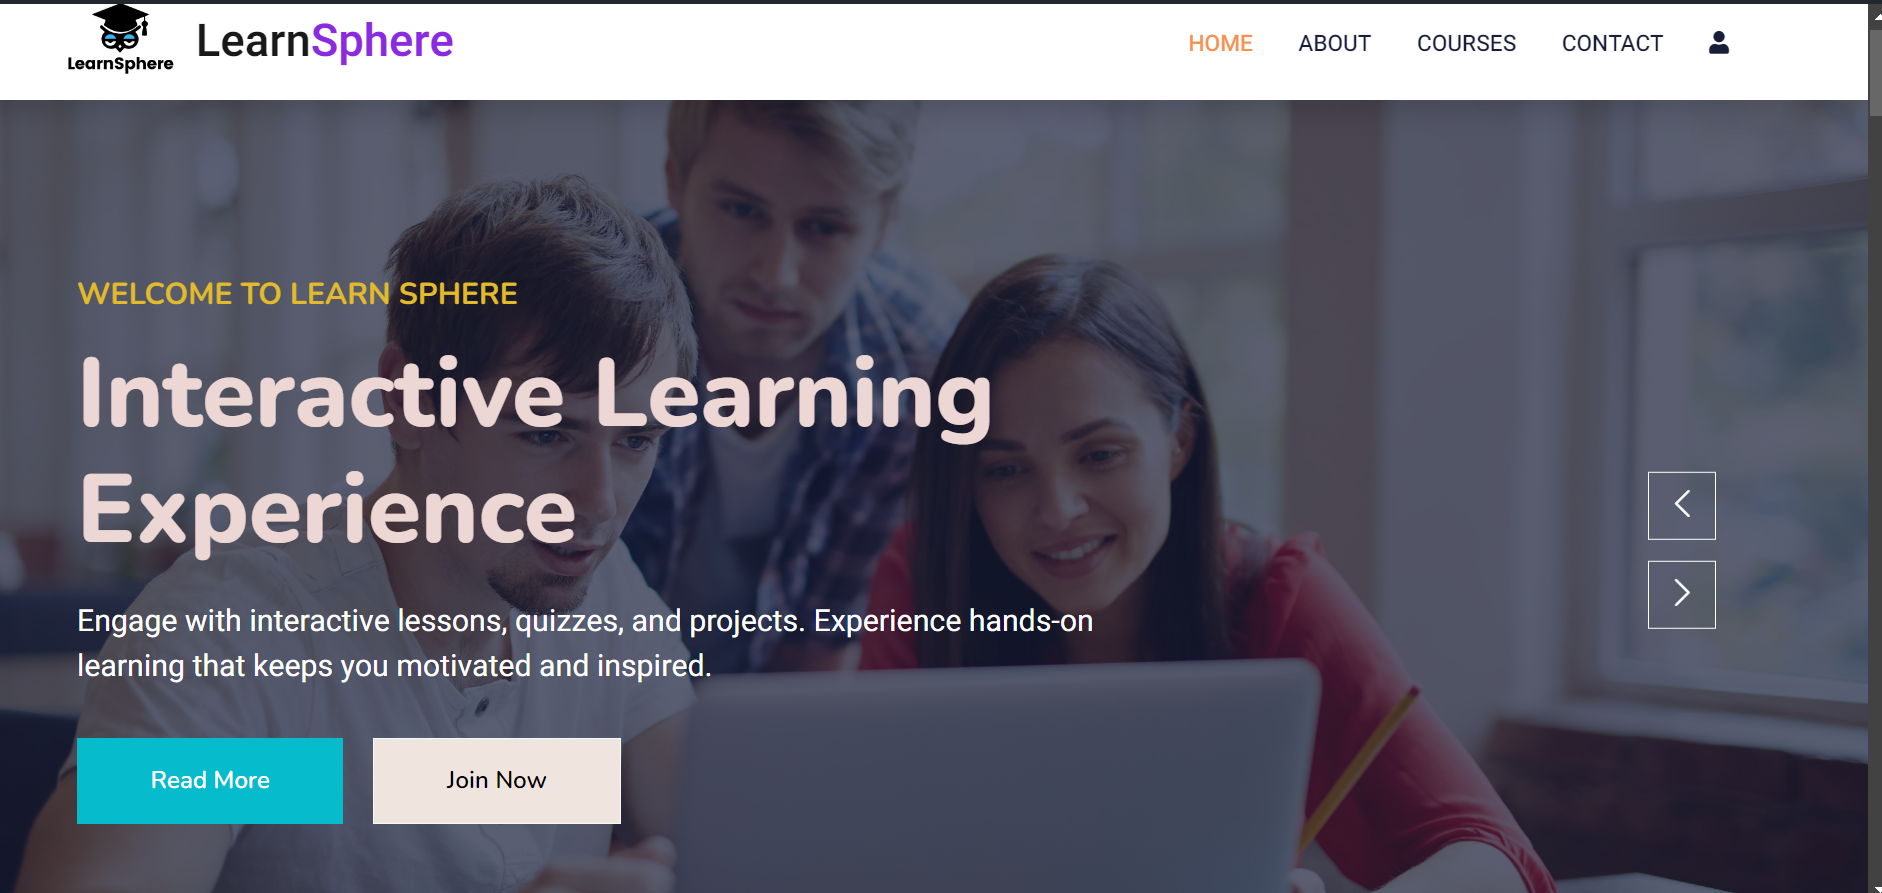 LearnSphere
LearnSphere
HOME
ABOUT
COURSES
CONTACT
WELCOME TO LEARN SPHERE
Interactive Learning
Experience
Engage with interactive lessons, quizzes, and projects. Experience hands-on
learning that keeps you motivated and inspired.
Read More
Join Now